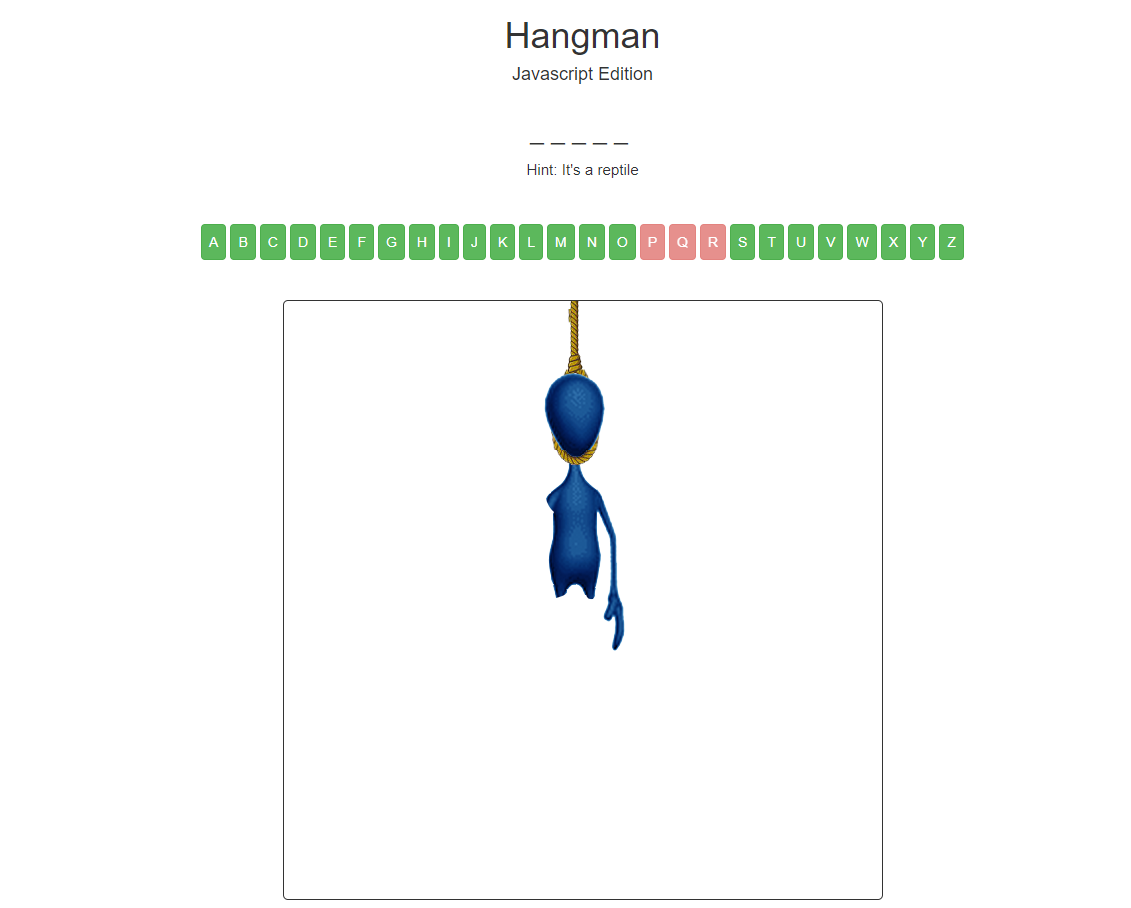 Hangman
Javascript Edition
_ _ _ _ _
Hint: It's a reptile
A B C D E F G H I J K L M N O P Q R S T U V W X Y Z